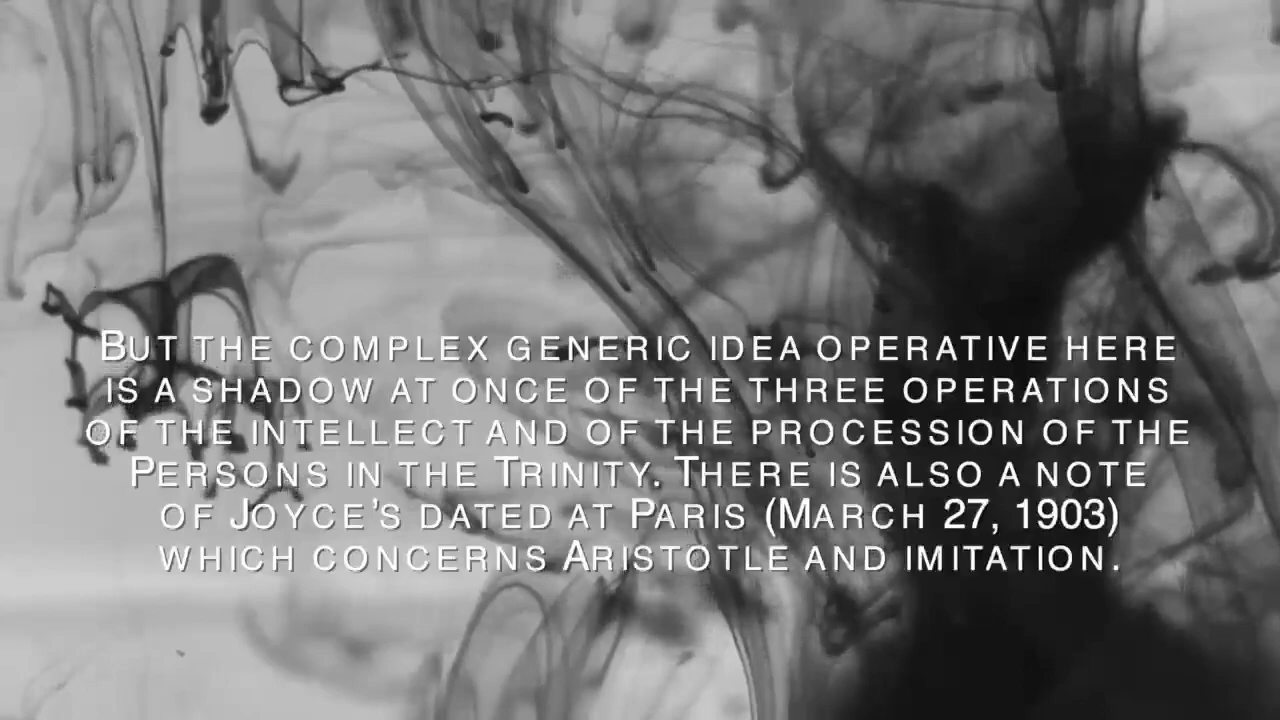 But the complex generic idea operative here
is a shadow at once of the three operations
of the intellect and of the procession of the
Persons in the Trinity. There is also a note
of Joyce’s dated at Paris (March 27, 1903)
which concerns Aristotle and imitation.